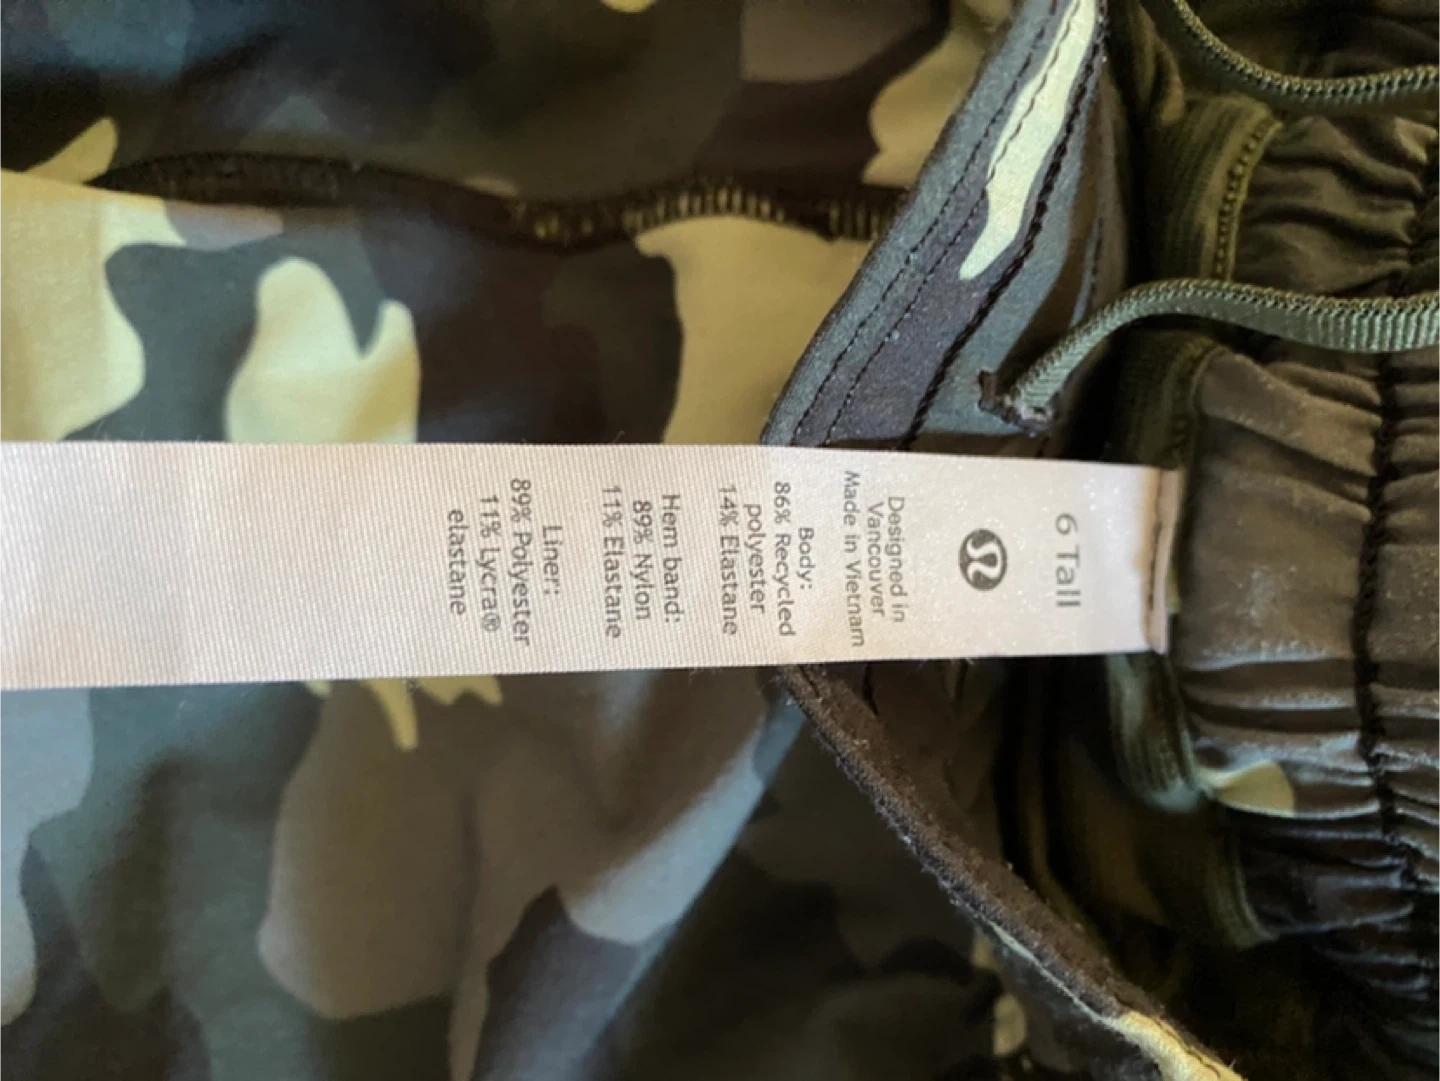 6 Tall
Designed in
Vancouver
Made in Vietnam
Body:
86% Recycled
polyester
14% Elastane
Hem band:
89% Nylon
11% Elastane
Liner:
89% Polyester
11% Lycra®
elastane